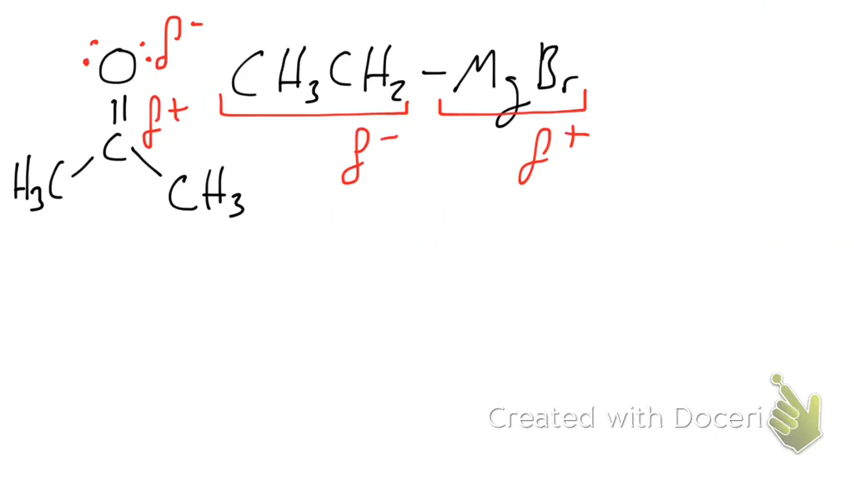 :O: δ-
CH3CH2-MgBr
δ- δ+
|| δ+
C
H3C CH3
Created with Doceri